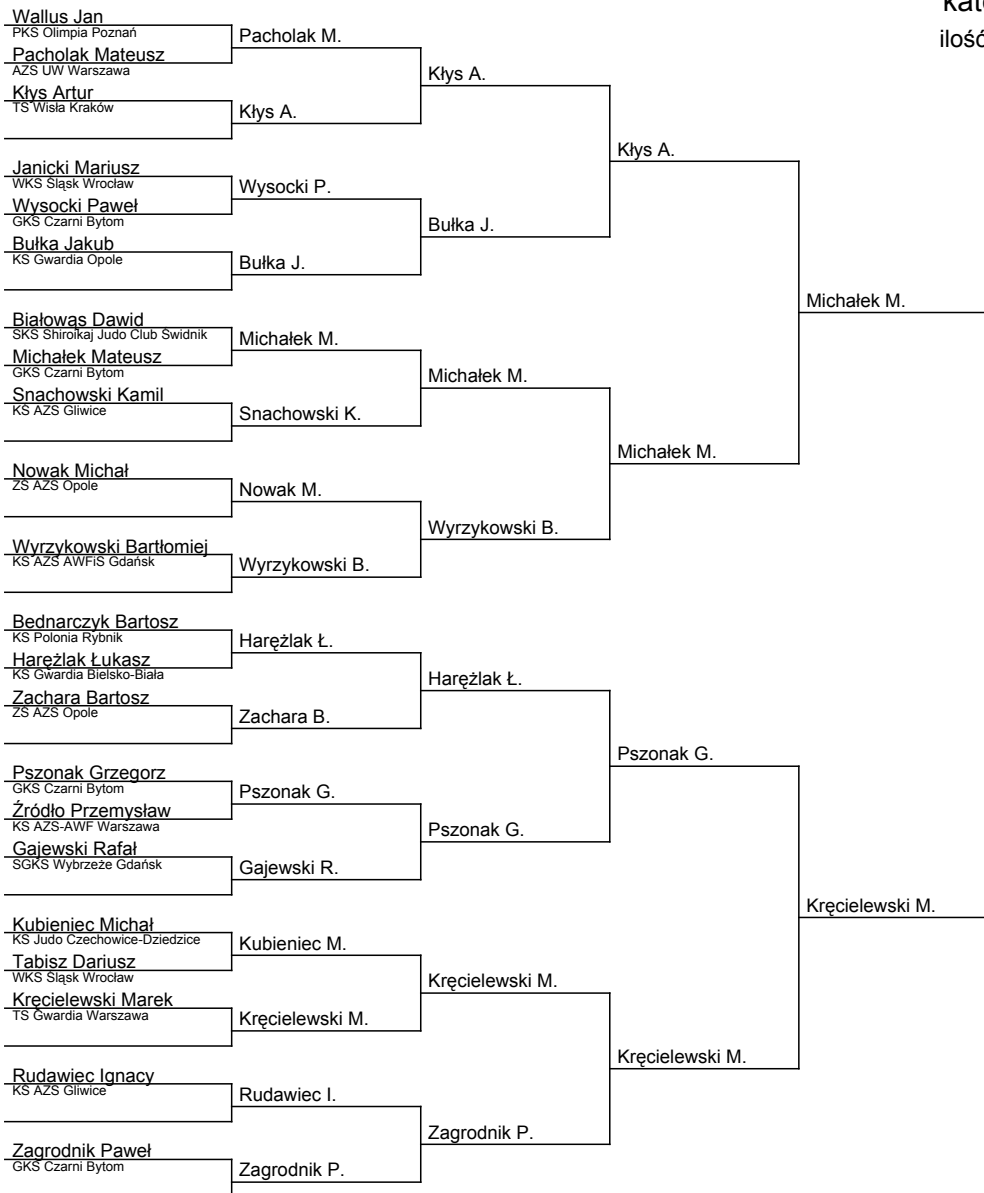 kat
ilość
Wallus Jan
PKS Olimpia Poznań
Pacholak Mateusz
AZS UW Warszawa
Kłys Artur
TS Wisła Kraków
Janicki Mariusz
WKS Śląsk Wrocław
Wysocki Paweł
GKS Czarni Bytom
Bułka Jakub
KS Gwardia Opole
Białowąs Dawid
SKS Shiroikaj Judo Club Świdnik
Michałek Mateusz
GKS Czarni Bytom
Snachowski Kamil
KS AZS Gliwice
Nowak Michał
ZS AZS Opole
Wyrzykowski Bartłomiej
KS AZS AWFiS Gdańsk
Bednarczyk Bartosz
KS Polonia Rybnik
Harężlak Łukasz
KS Gwardia Bielsko-Biała
Zachara Bartosz
ZS AZS Opole
Pszonak Grzegorz
GKS Czarni Bytom
Źródło Przemysław
KS AZS-AWF Warszawa
Gajewski Rafał
SGKS Wybrzeże Gdańsk
Kubieniec Michał
KS Judo Czechowice-Dziedzice
Tabisz Dariusz
WKS Śląsk Wrocław
Kręcielewski Marek
TS Gwardia Warszawa
Rudawiec Ignacy
KS AZS Gliwice
Zagrodnik Paweł
GKS Czarni Bytom
Pacholak M.
Kłys A.
Wysocki P.
Bułka J.
Michałek M.
Snachowski K.
Nowak M.
Wyrzykowski B.
Harężlak Ł.
Zachara B.
Pszonak G.
Gajewski R.
Kubieniec M.
Kręcielewski M.
Rudawiec I.
Zagrodnik P.
Kłys A.
Bułka J.
Michałek M.
Wyrzykowski B.
Harężlak Ł.
Pszonak G.
Kręcielewski M.
Zagrodnik P.
Kłys A.
Michałek M.
Pszonak G.
Kręcielewski M.
Michałek M.
Kręcielewski M.